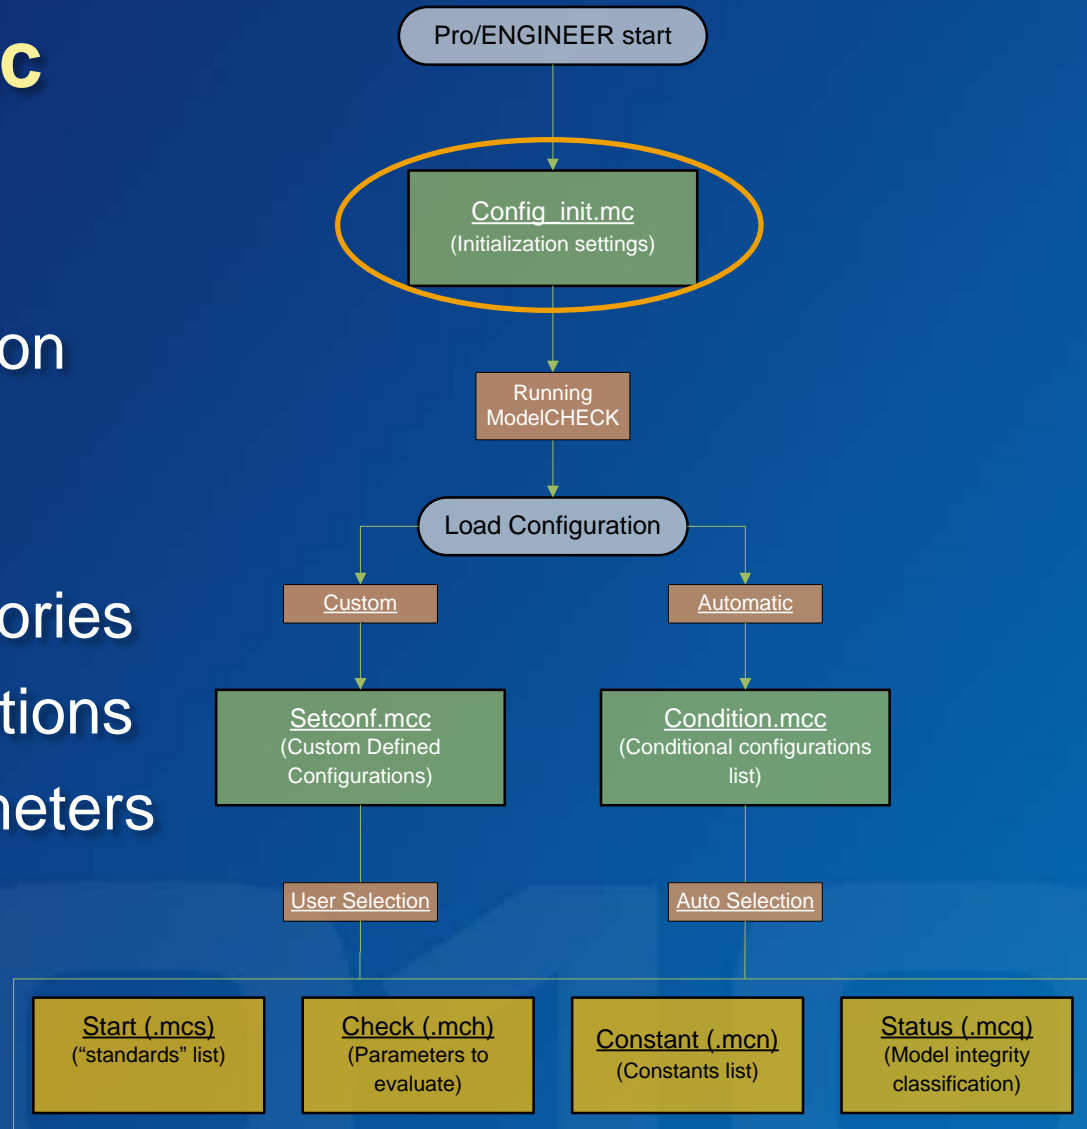 c
on
ories
tions
neters
Pro/ENGINEER start
Config_init.mc
(Initialization settings)
Running
ModelCHECK
Load Configuration
Custom
Automatic
Setconf.mcc
(Custom Defined
Configurations)
Condition.mcc
(Conditional configurations
list)
User Selection
Auto Selection
Start (.mcs)
(“standards” list)
Check (.mch)
(Parameters to
evaluate)
Constant (.mcn)
(Constants list)
Status (.mcq)
(Model integrity
classification)